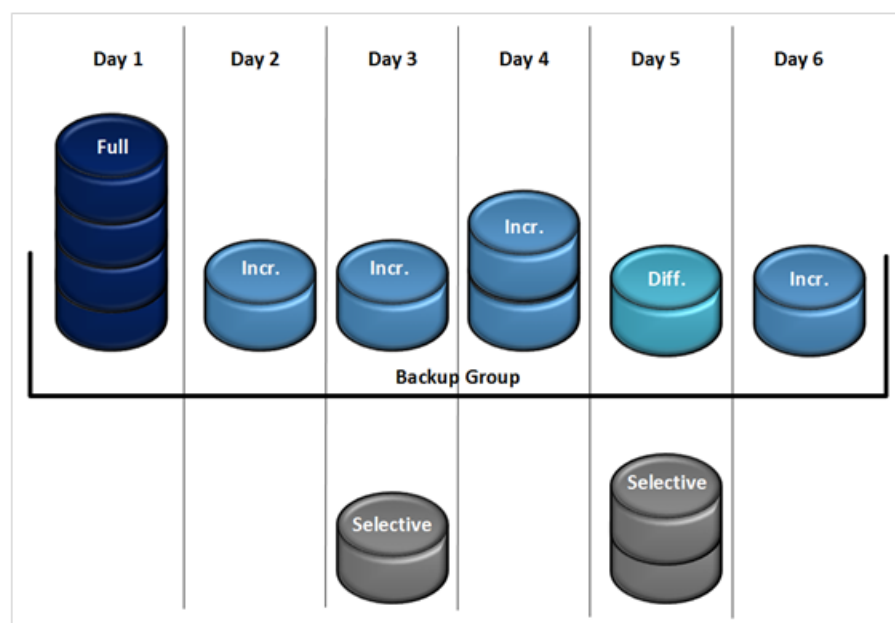 Day 1
Day 2
Day 3
Day 4
Day 5
Day 6
Full
Incr.
Incr.
Incr.
Diff.
Incr.
Backup Group
Selective
Selective